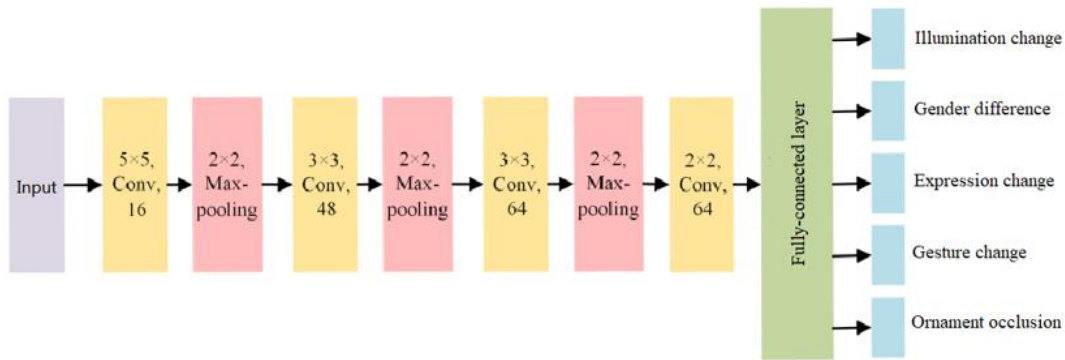 Input
5×5,
Conv,
16
2×2,
Max-
pooling
3×3,
Conv,
48
2×2,
Max-
pooling
3×3,
Conv,
64
2×2,
Max-
pooling
2×2,
Conv,
64
Fully-connected layer
Illumination change
Gender difference
Expression change
Gesture change
Ornament occlusion